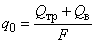 q₀ = (Qтр + Qв) / F